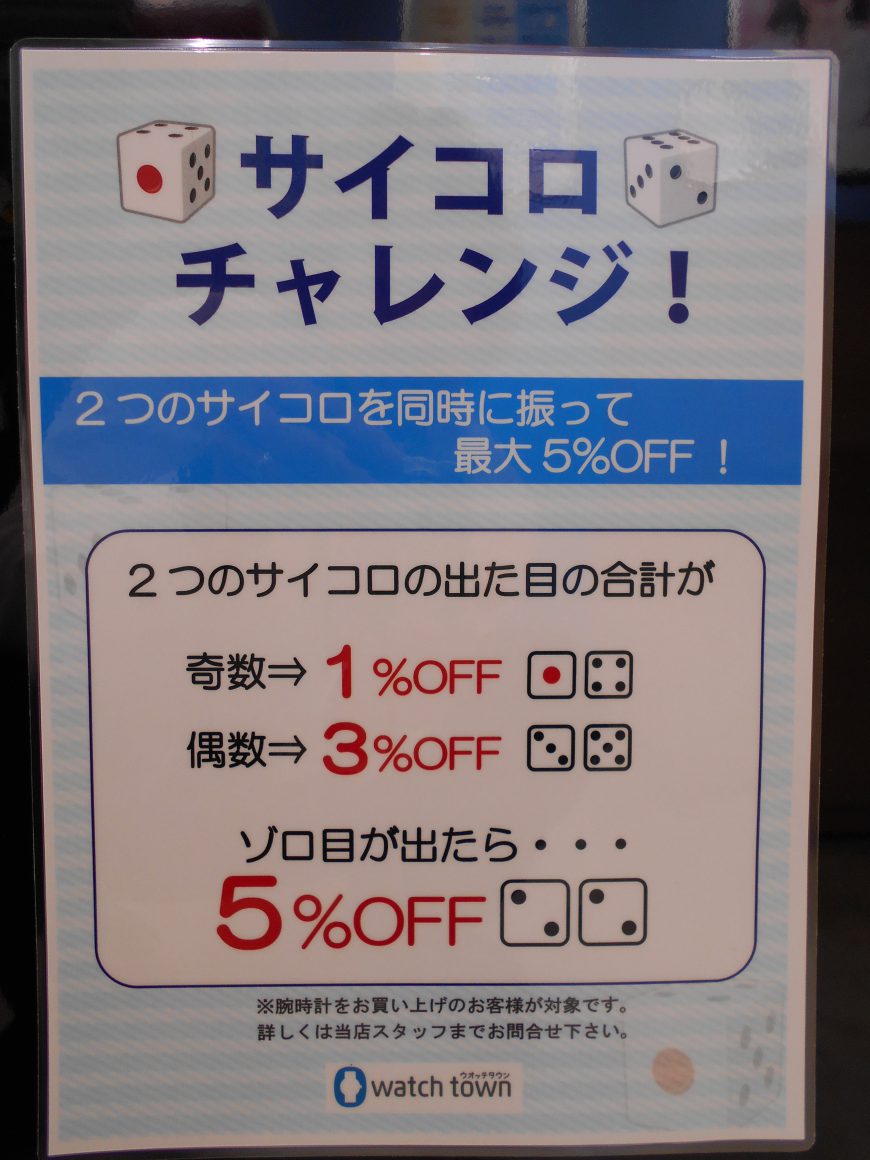 サイコロ
チャレンジ！
２つのサイコロを同時に振って
最大5%OFF！
２つのサイコロの出た目の合計が
奇数⇒1%OFF
偶数⇒3%OFF
ゾロ目が出たら・・・
5%OFF
※腕時計をお買い上げのお客様が対象です。
詳しくは当店スタッフまでお問合せ下さい。
ウオッチタウン
watch town